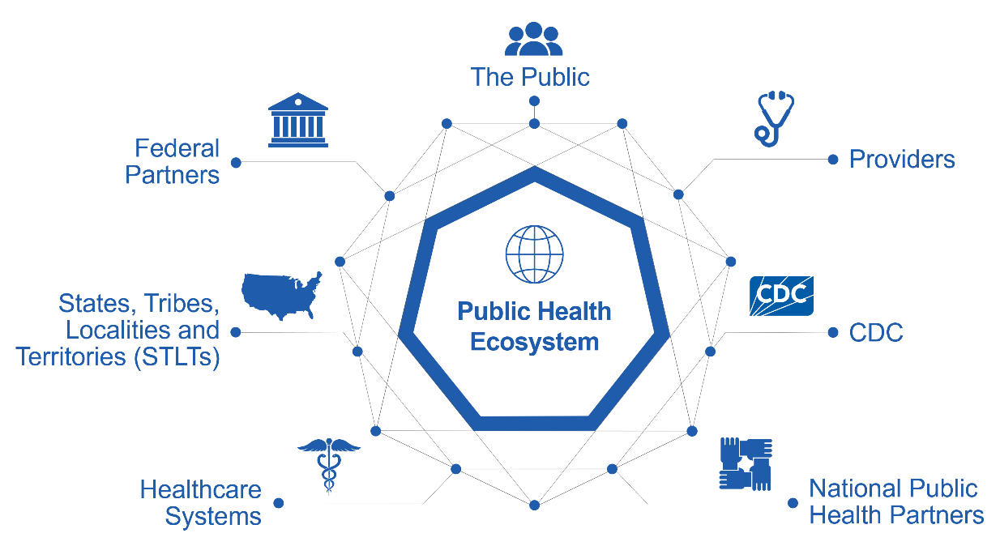 The Public
Federal
Partners
Providers
States, Tribes,
Localities and
Territories (STLTs)
Public Health
Ecosystem
CDC
CDC
Healthcare
Systems
National Public
Health Partners